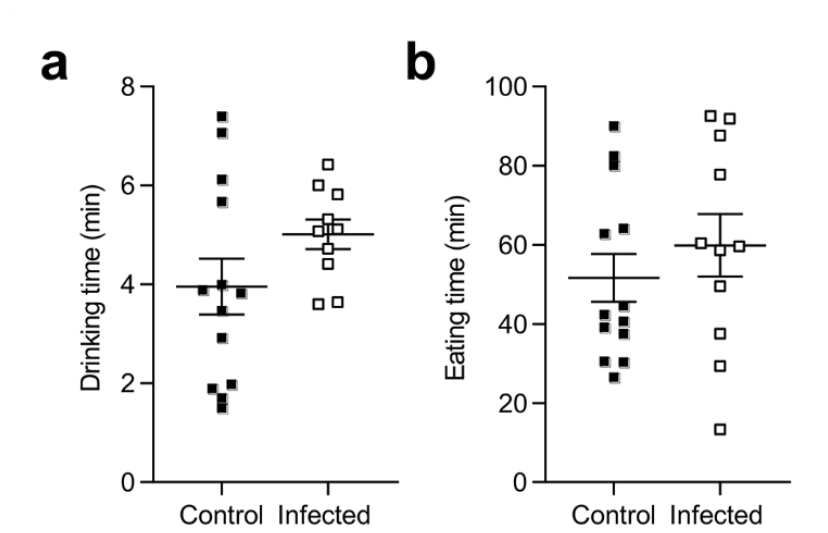 a
Drinking time (min)
8
6
4
2
0
Control Infected
b
Eating time (min)
100
80
60
40
20
0
Control Infected